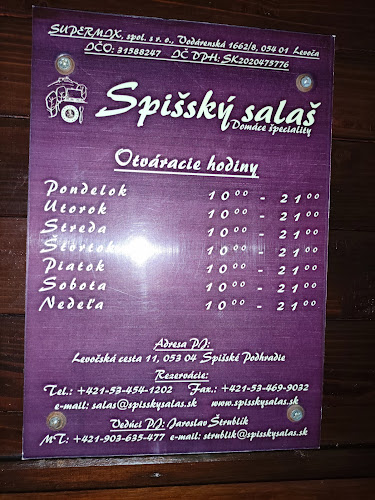 SUPERMIX, spol. s r. o., Vodárenská 1662/8, 054 01 Levoča
IČO: 31588247 IČ DPH: SK2020475776
Spišský salaš
Domáce špeciality
Otváracie hodiny
Pondelok 10⁰⁰ - 21⁰⁰
Utorok 10⁰⁰ - 21⁰⁰
Streda 10⁰⁰ - 21⁰⁰
Štvrtok 10⁰⁰ - 21⁰⁰
Piatok 10⁰⁰ - 21⁰⁰
Sobota 10⁰⁰ - 21⁰⁰
Nedeľa 10⁰⁰ - 21⁰⁰
Adresa PJ:
Levočská cesta 11, 053 04 Spišské Podhradie
Rezervácie:
Tel.: +421-53-454-1202 Fax.: +421-53-469-9032
e-mail: salas@spisskysalas.sk www.spisskysalas.sk
Vedúci PJ: Jaroslav Štrublik
MT: +421-903-635-477 e-mail: strublik@spisskysalas.sk